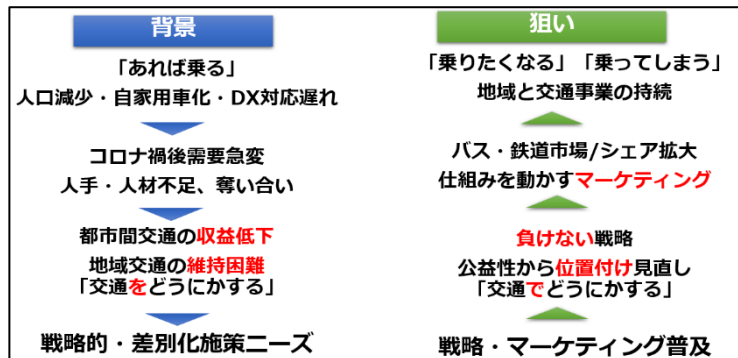 背景
「あれば乗る」
人口減少・自家用車化・DX対応遅れ
コロナ禍後需要急変
人手・人材不足、奪い合い
都市間交通の収益低下
地域交通の維持困難
「交通をどうにかする」
戦略的・差別化施策ニーズ
狙い
「乗りたくなる」「乗ってしまう」
地域と交通事業の持続
バス・鉄道市場/シェア拡大
仕組みを動かすマーケティング
負けない戦略
公益性から位置付け見直し
「交通でどうにかする」
戦略・マーケティング普及